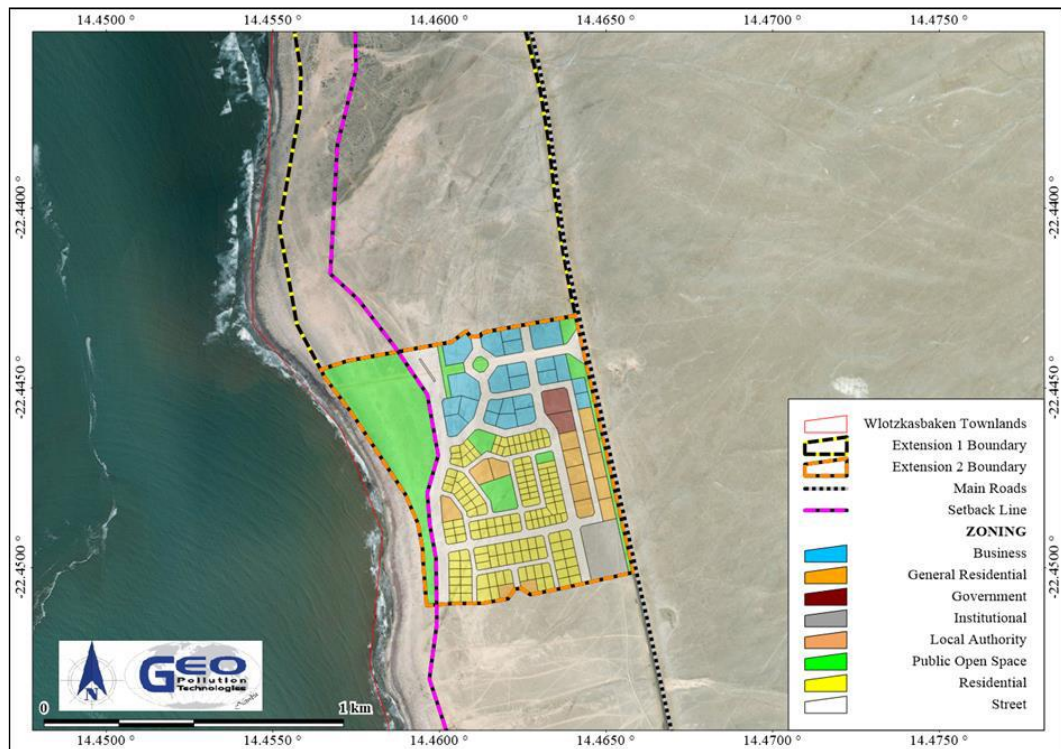 14.4500 ° 14.4550 ° 14.4600 ° 14.4650 ° 14.4700 ° 14.4750 °
-22.4400 ° -22.4400 °
-22.4450 ° -22.4450 °
-22.4500 ° -22.4500 °
Wlotzkasbaken Townlands
Extension 1 Boundary
Extension 2 Boundary
Main Roads
Setback Line
ZONING
Business
General Residential
Government
Institutional
Local Authority
Public Open Space
Residential
Street
N
GEO
Pollution
Technologies
0 1 km
14.4500 ° 14.4550 ° 14.4600 ° 14.4650 ° 14.4700 ° 14.4750 °